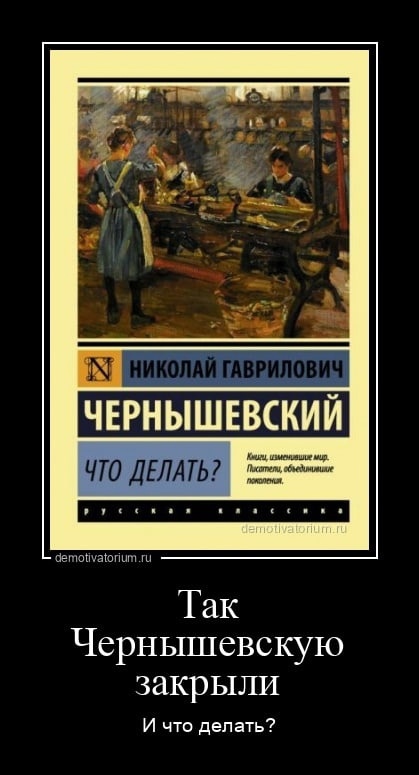 N
НИКОЛАЙ ГАВРИЛОВИЧ
ЧЕРНЫШЕВСКИЙ
ЧТО ДЕЛАТЬ?
Книги, изменившие мир.
Писатели, объединившие
поколения.
русская классика
demotivatorium.ru
demotivatorium.ru
Так
Чернышевскую
закрыли
И что делать?